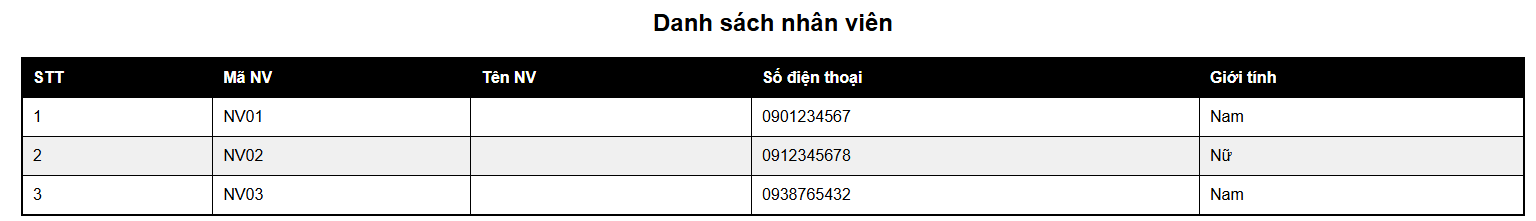 Danh sách nhân viên
STT Mã NV Tên NV Số điện thoại Giới tính
1 NV01 0901234567 Nam
2 NV02 0912345678 Nữ
3 NV03 0938765432 Nam